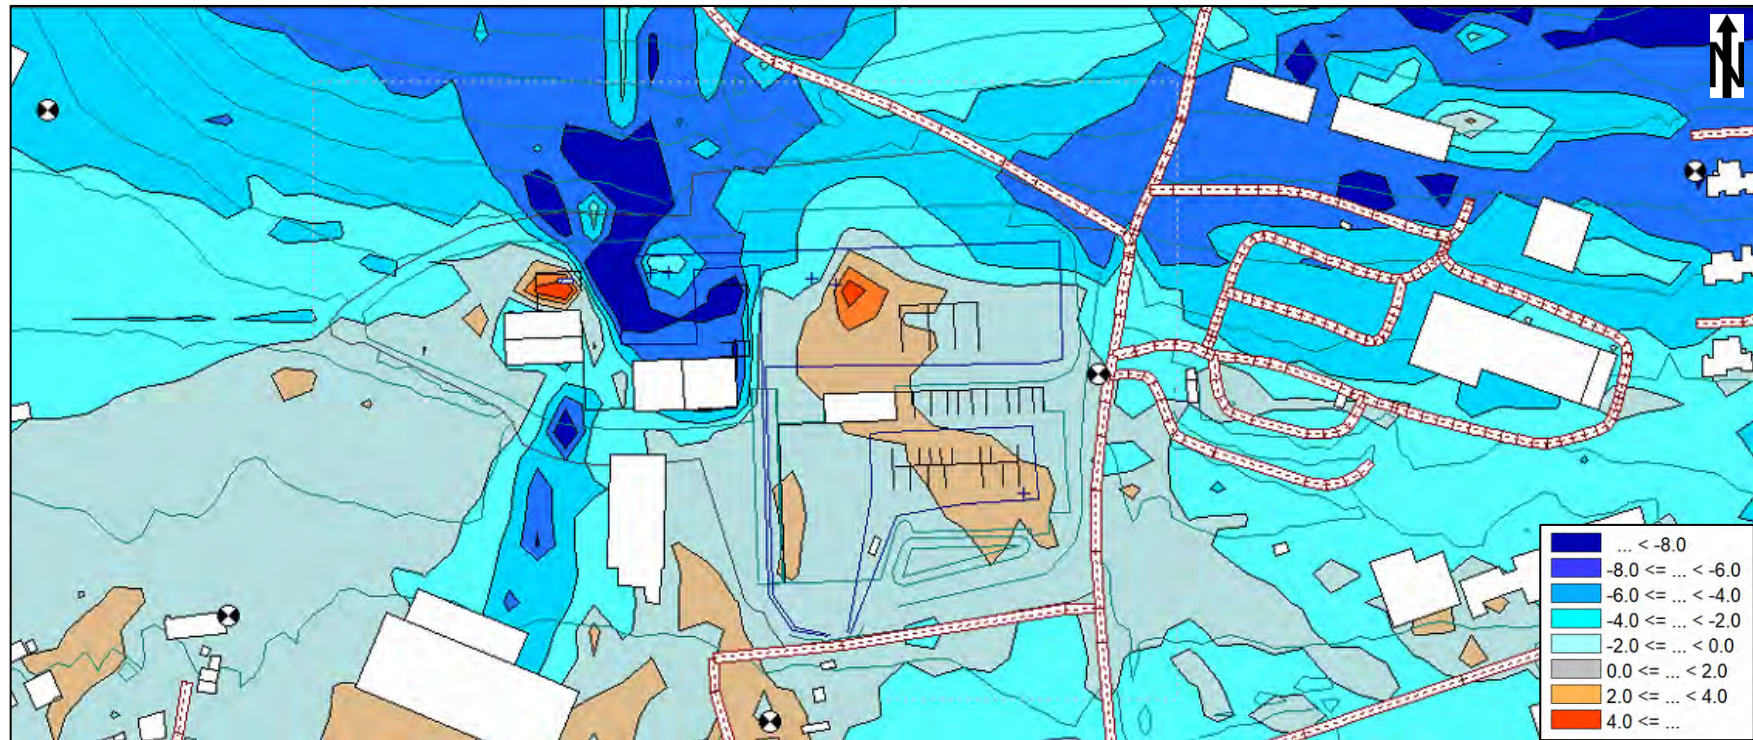 N
... < -8.0
-8.0 <= ... < -6.0
-6.0 <= ... < -4.0
-4.0 <= ... < -2.0
-2.0 <= ... < 0.0
0.0 <= ... < 2.0
2.0 <= ... < 4.0
4.0 <= ...